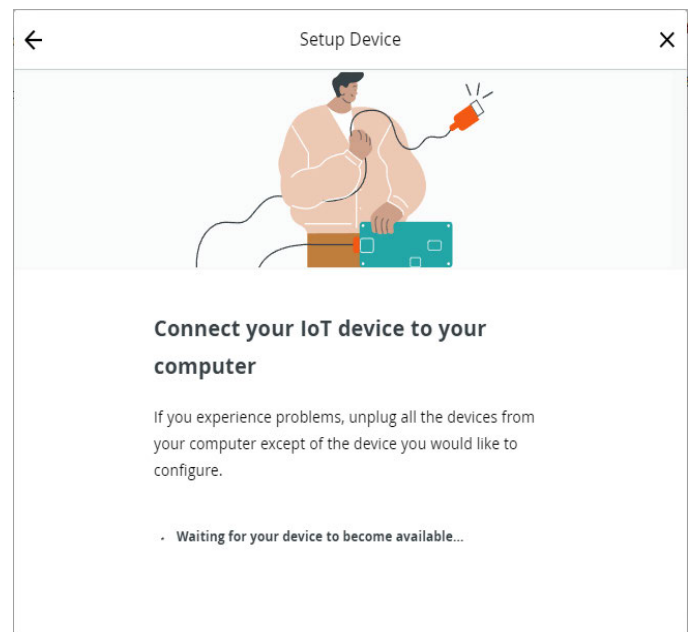 Setup Device
Connect your IoT device to your
computer
If you experience problems, unplug all the devices from
your computer except of the device you would like to
configure.
• Waiting for your device to become available...